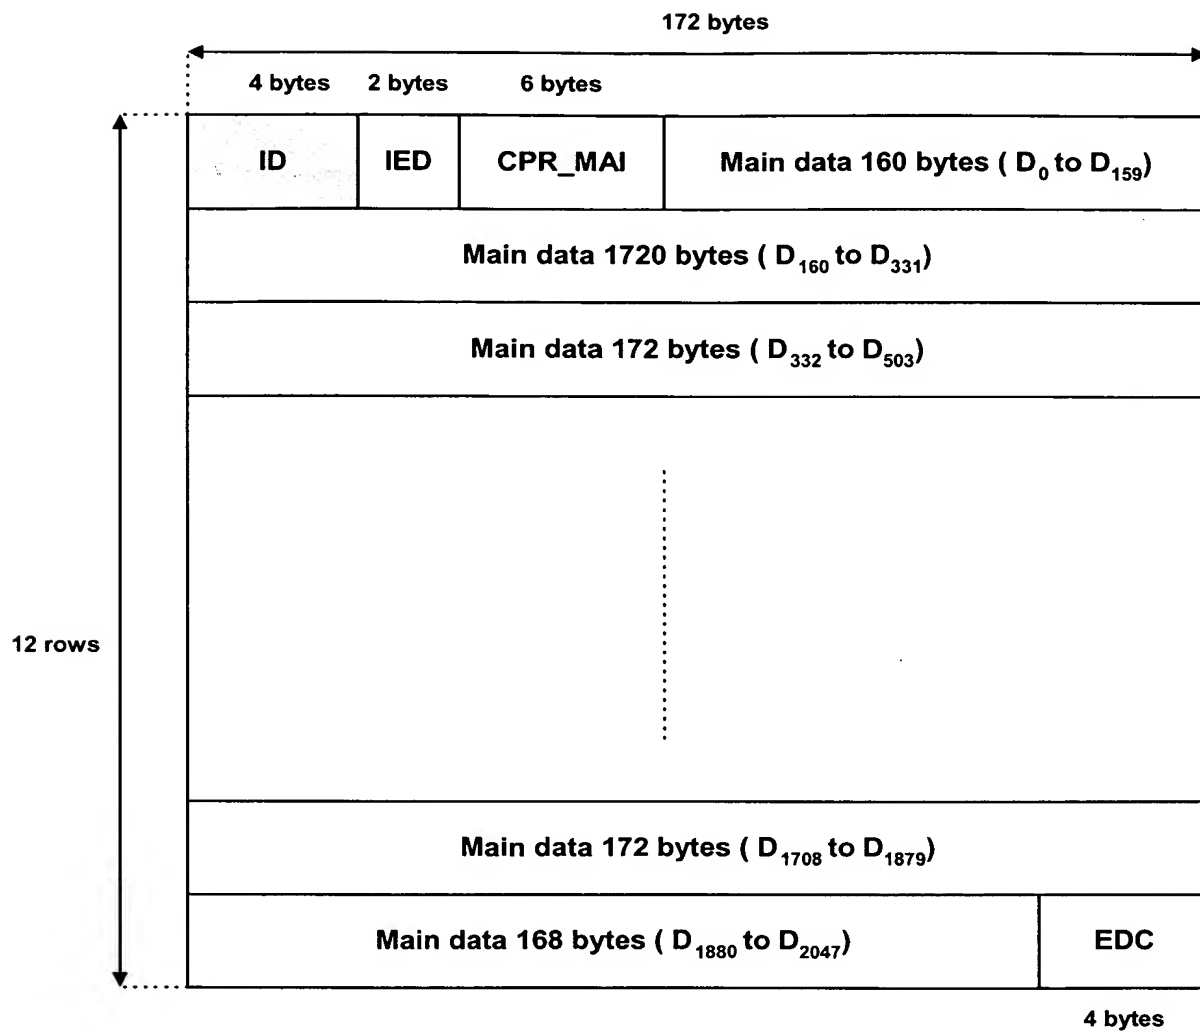 172 bytes
4 bytes 2 bytes 6 bytes
ID IED CPR_MAI Main data 160 bytes ( D0 to D159)
Main data 1720 bytes ( D160 to D331)
Main data 172 bytes ( D332 to D503)
12 rows
Main data 172 bytes ( D1708 to D1879)
Main data 168 bytes ( D1880 to D2047) EDC
4 bytes